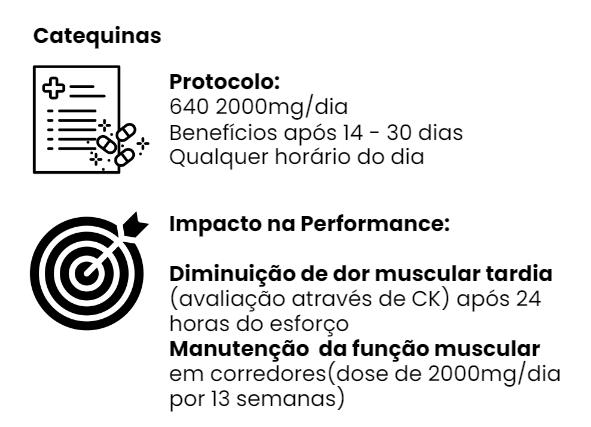 Catequinas
Protocolo:
640 2000mg/dia
Benefícios após 14 - 30 dias
Qualquer horário do dia
Impacto na Performance:
Diminuição de dor muscular tardia
(avaliação através de CK) após 24
horas do esforço
Manutenção  da função muscular
em corredores(dose de 2000mg/dia
por 13 semanas)